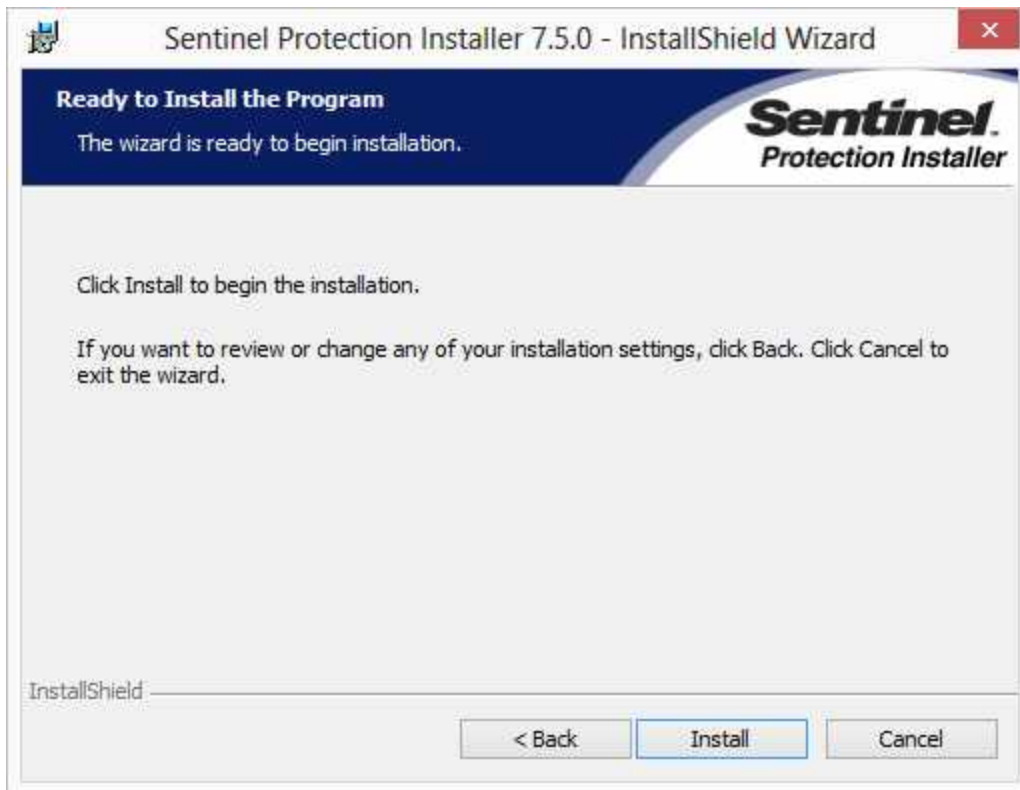 Sentinel Protection Installer 7.5.0 - InstallShield Wizard
Ready to Install the Program
The wizard is ready to begin installation.
Sentinel.
Protection Installer
Click Install to begin the installation.
If you want to review or change any of your installation settings, click Back. Click Cancel to
exit the wizard.
InstallShield
< Back
Install
Cancel